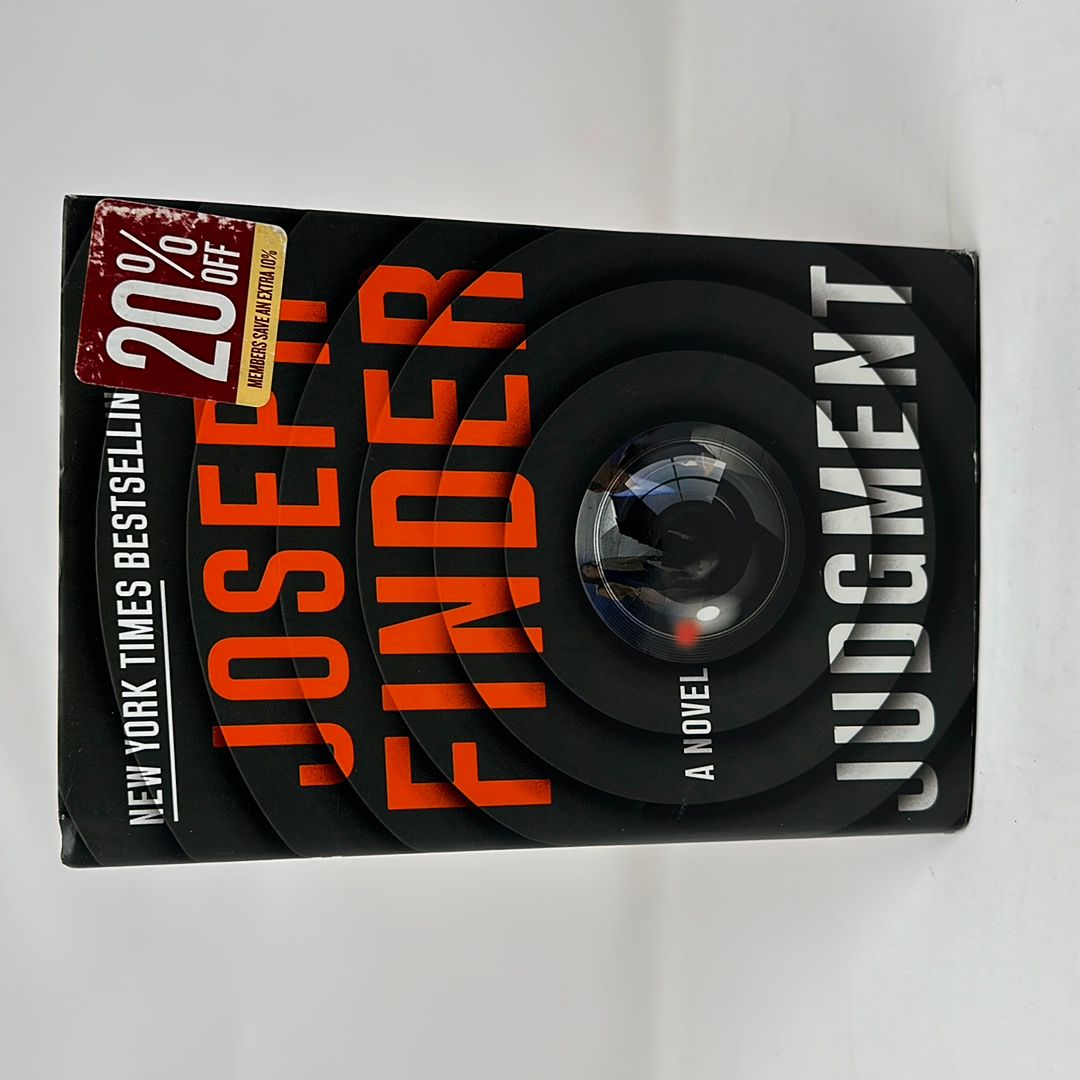 NEW YORK TIMES BESTSELLIN
20%
OFF
MEMBERS SAVE AN EXTRA 10%
JOSEPH
FINDER
A NOVEL
JUDGMENT